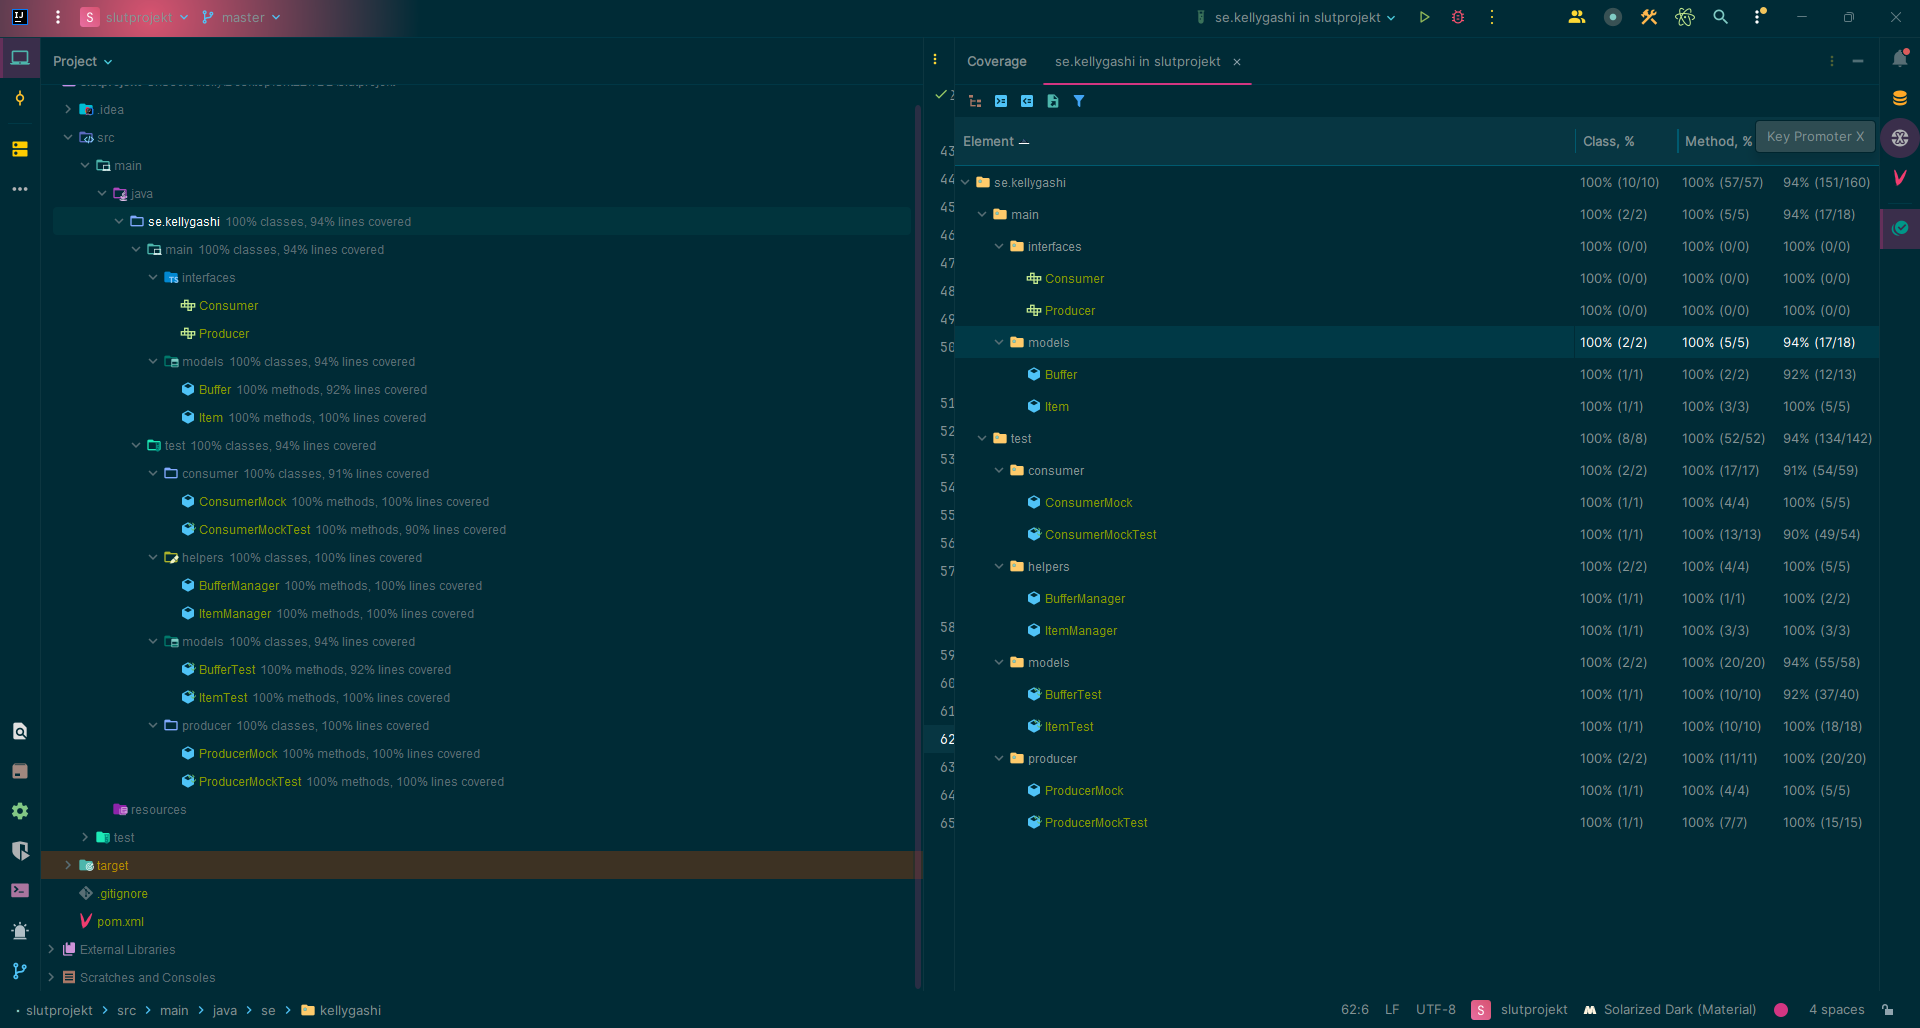 S slutprojekt master
se.kellygashi in slutprojekt
Project
.idea
src
main
java
se.kellygashi 100% classes, 94% lines covered
main 100% classes, 94% lines covered
interfaces
Consumer
Producer
models 100% classes, 94% lines covered
Buffer 100% methods, 92% lines covered
Item 100% methods, 100% lines covered
test 100% classes, 94% lines covered
consumer 100% classes, 91% lines covered
ConsumerMock 100% methods, 100% lines covered
ConsumerMockTest 100% methods, 90% lines covered
helpers 100% classes, 100% lines covered
BufferManager 100% methods, 100% lines covered
ItemManager 100% methods, 100% lines covered
models 100% classes, 94% lines covered
BufferTest 100% methods, 92% lines covered
ItemTest 100% methods, 100% lines covered
producer 100% classes, 100% lines covered
ProducerMock 100% methods, 100% lines covered
ProducerMockTest 100% methods, 100% lines covered
resources
test
target
.gitignore
pom.xml
External Libraries
Scratches and Consoles
43
44
45
46
47
48
49
50
51
52
53
54
55
56
57
58
59
60
61
62
63
64
65
Coverage se.kellygashi in slutprojekt
Element Class, % Method, % Key Promoter X
se.kellygashi 100% (10/10) 100% (57/57) 94% (151/160)
main 100% (2/2) 100% (5/5) 94% (17/18)
interfaces 100% (0/0) 100% (0/0) 100% (0/0)
Consumer 100% (0/0) 100% (0/0) 100% (0/0)
Producer 100% (0/0) 100% (0/0) 100% (0/0)
models 100% (2/2) 100% (5/5) 94% (17/18)
Buffer 100% (1/1) 100% (2/2) 92% (12/13)
Item 100% (1/1) 100% (3/3) 100% (5/5)
test 100% (8/8) 100% (52/52) 94% (134/142)
consumer 100% (2/2) 100% (17/17) 91% (54/59)
ConsumerMock 100% (1/1) 100% (4/4) 100% (5/5)
ConsumerMockTest 100% (1/1) 100% (13/13) 90% (49/54)
helpers 100% (2/2) 100% (4/4) 100% (5/5)
BufferManager 100% (1/1) 100% (1/1) 100% (2/2)
ItemManager 100% (1/1) 100% (3/3) 100% (3/3)
models 100% (2/2) 100% (20/20) 94% (55/58)
BufferTest 100% (1/1) 100% (10/10) 92% (37/40)
ItemTest 100% (1/1) 100% (10/10) 100% (18/18)
producer 100% (2/2) 100% (11/11) 100% (20/20)
ProducerMock 100% (1/1) 100% (4/4) 100% (5/5)
ProducerMockTest 100% (1/1) 100% (7/7) 100% (15/15)
slutprojekt src main java se kellygashi
62:6 LF UTF-8 S slutprojekt Solarized Dark (Material) 4 spaces